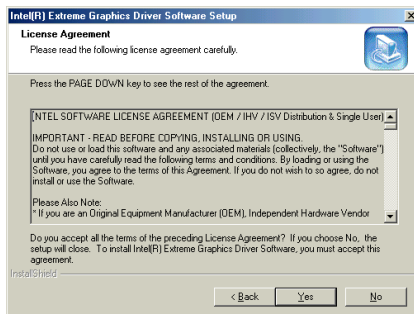 Intel(R) Extreme Graphics Driver Software Setup
License Agreement
Please read the following license agreement carefully.
Press the PAGE DOWN key to see the rest of the agreement.
INTEL SOFTWARE LICENSE AGREEMENT (OEM / IHV / ISV Distribution & Single User)
IMPORTANT - READ BEFORE COPYING, INSTALLING OR USING.
Do not use or load this software and any associated materials (collectively, the "Software")
until you have carefully read the following terms and conditions. By loading or using the
Software, you agree to the terms of this Agreement. If you do not wish to so agree, do not
install or use the Software.
Please Also Note:
* If you are an Original Equipment Manufacturer (OEM), Independent Hardware Vendor
Do you accept all the terms of the preceding License Agreement? If you choose No, the
setup will close. To install Intel(R) Extreme Graphics Driver Software, you must accept this
agreement.
InstallShield
< Back Yes No